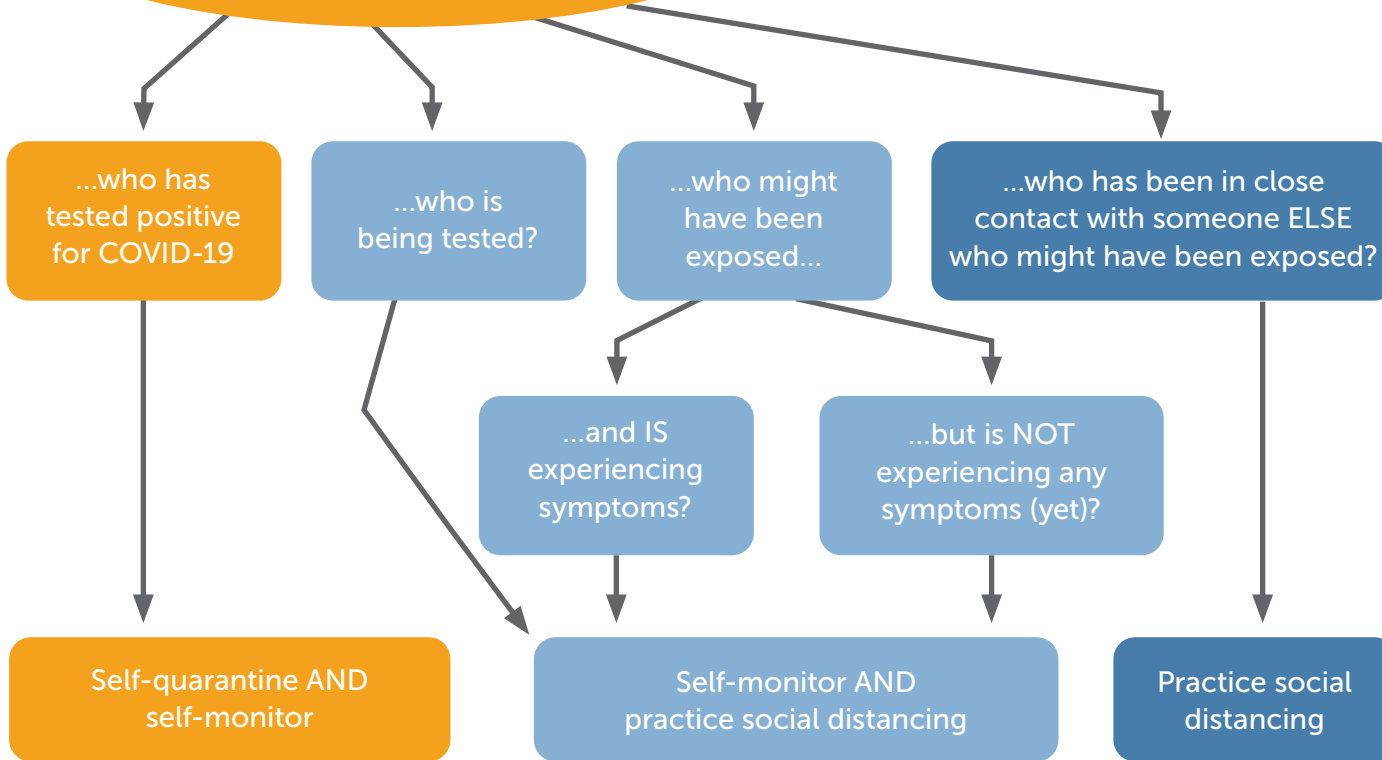 ...who has
tested positive
for COVID-19
...who is
being tested?
...who might
have been
exposed...
...who has been in close
contact with someone ELSE
who might have been exposed?
...and IS
experiencing
symptoms?
...but is NOT
experiencing any
symptoms (yet)?
Self-quarantine AND
self-monitor
Self-monitor AND
practice social distancing
Practice social
distancing